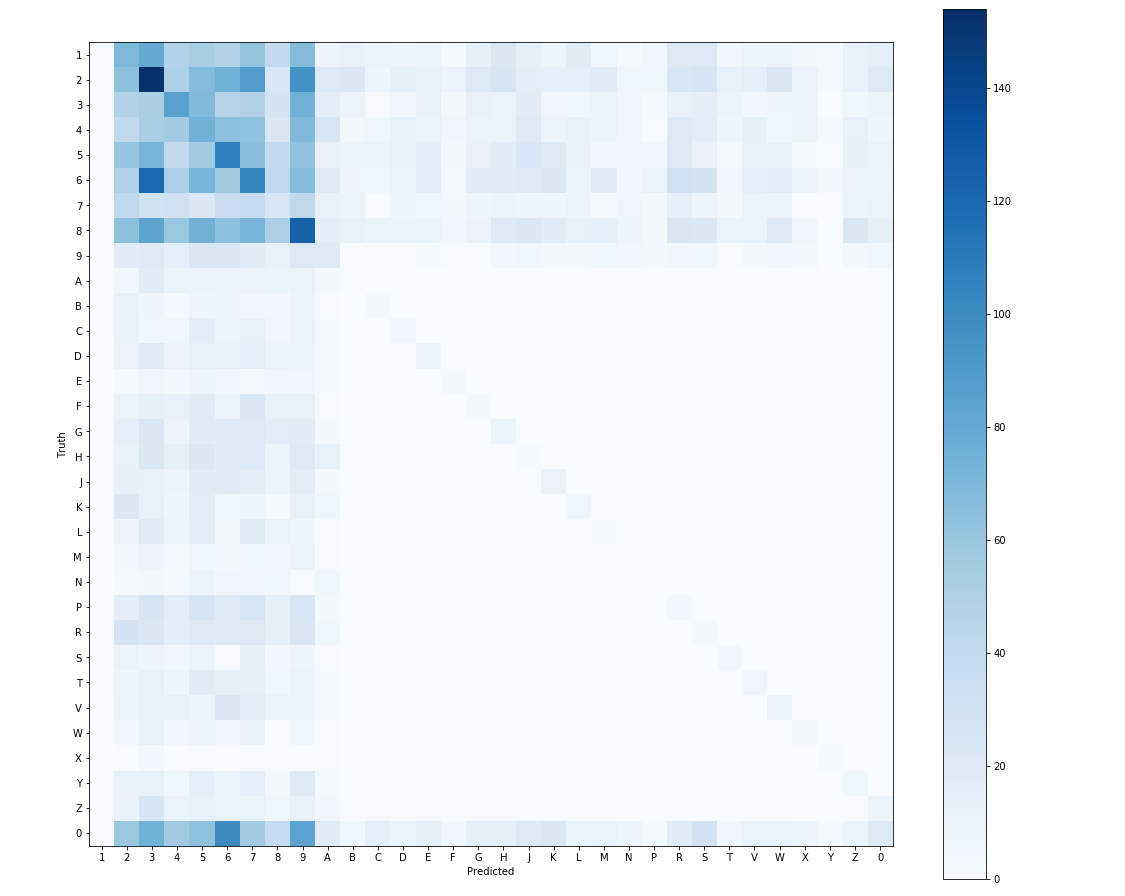 Truth
1
2
3
4
5
6
7
8
9
A
B
C
D
E
F
G
H
J
K
L
M
N
P
R
S
T
V
W
X
Y
Z
0
1 2 3 4 5 6 7 8 9 A B C D E F G H J K L M N P R S T V W X Y Z 0
Predicted
140
120
100
80
60
40
20
0